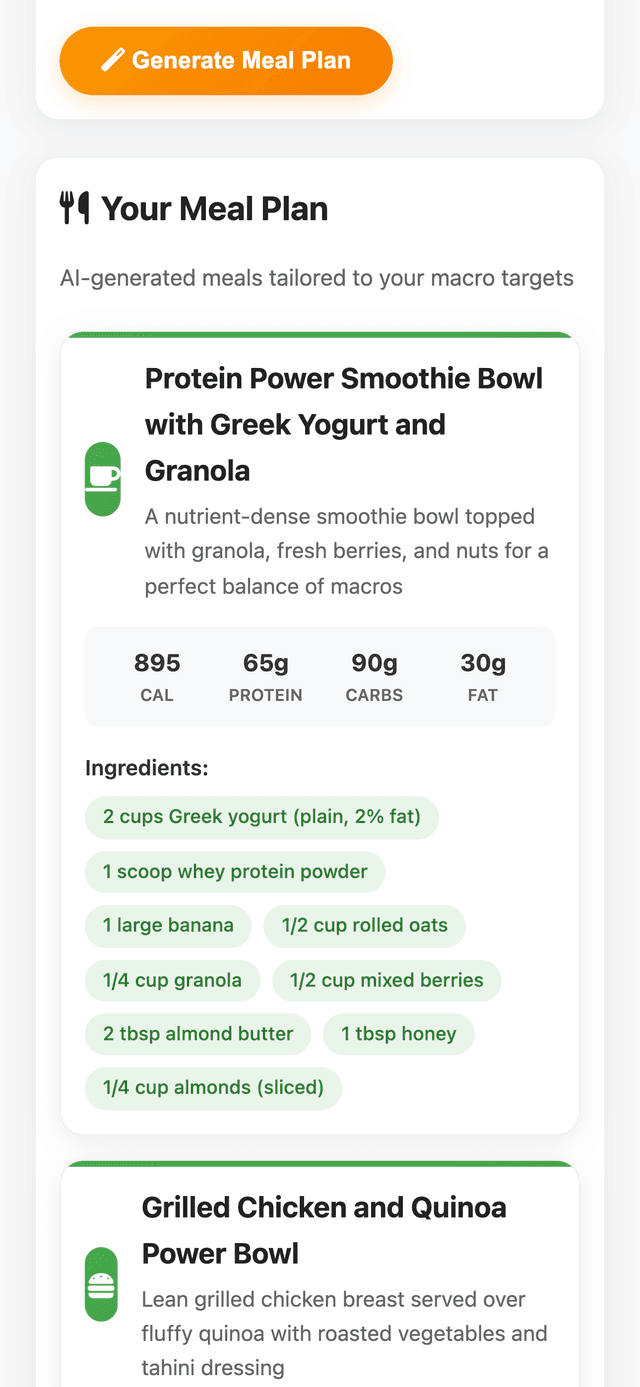 Generate Meal Plan
Your Meal Plan
AI-generated meals tailored to your macro targets
Protein Power Smoothie Bowl
with Greek Yogurt and
Granola
A nutrient-dense smoothie bowl topped
with granola, fresh berries, and nuts for a
perfect balance of macros
895 65g 90g 30g
CAL PROTEIN CARBS FAT
Ingredients:
2 cups Greek yogurt (plain, 2% fat)
1 scoop whey protein powder
1 large banana 1/2 cup rolled oats
1/4 cup granola 1/2 cup mixed berries
2 tbsp almond butter 1 tbsp honey
1/4 cup almonds (sliced)
Grilled Chicken and Quinoa
Power Bowl
Lean grilled chicken breast served over
fluffy quinoa with roasted vegetables and
tahini dressing